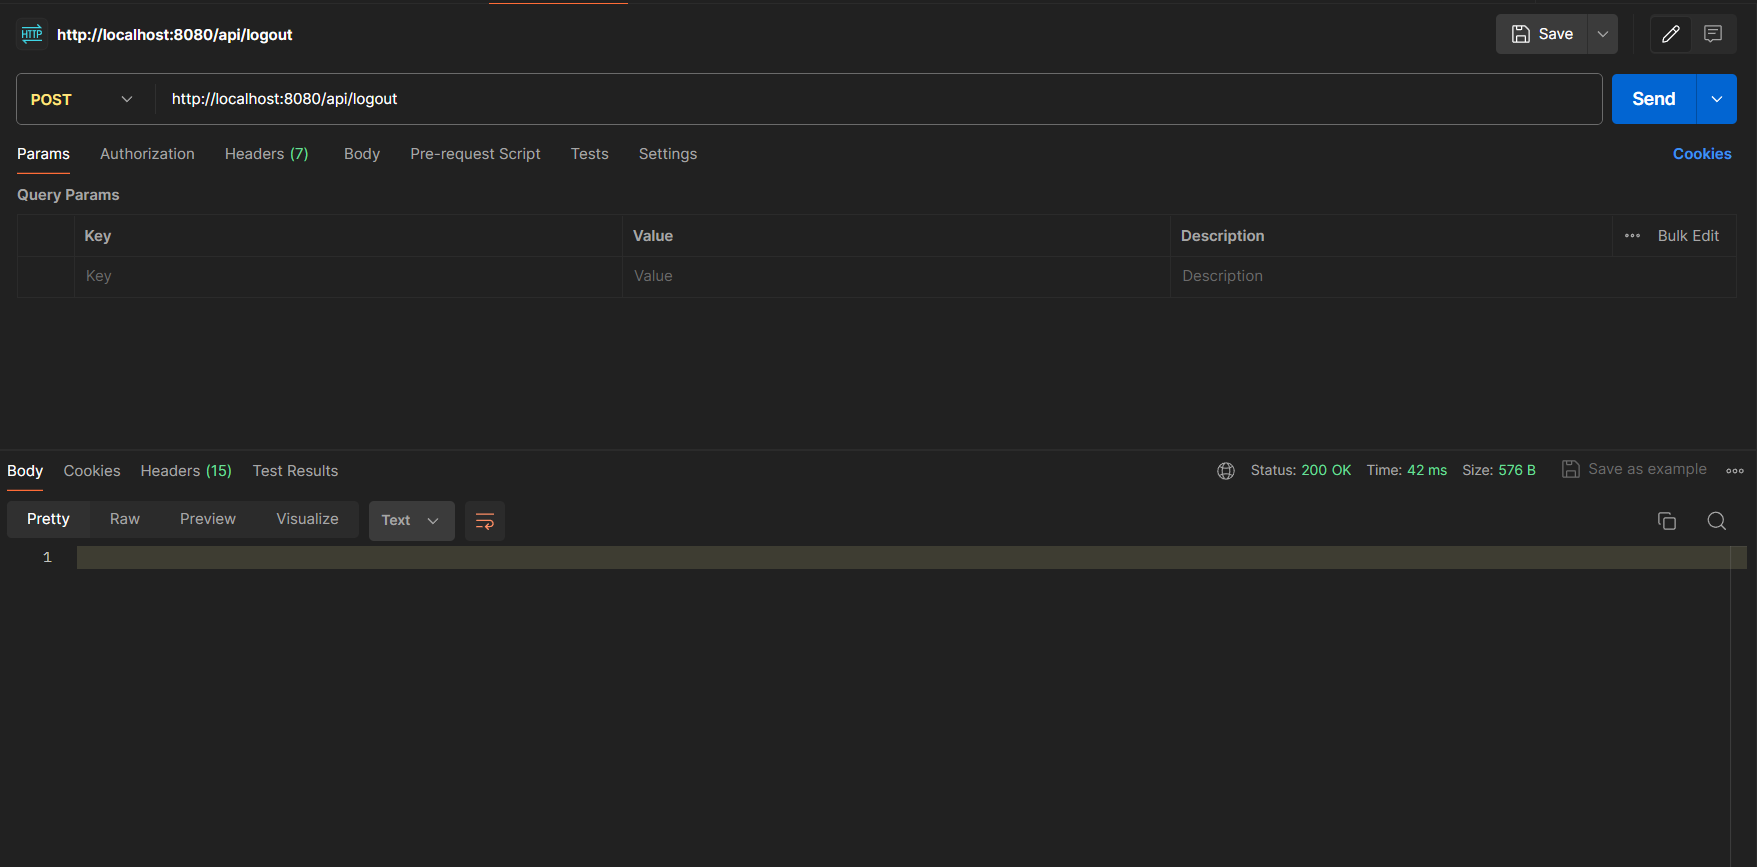 HTTP http://localhost:8080/api/logout Save
POST http://localhost:8080/api/logout Send
Params Authorization Headers (7) Body Pre-request Script Tests Settings Cookies
Query Params
Key Value Description Bulk Edit
Key Value Description
Body Cookies Headers (15) Test Results Status: 200 OK Time: 42 ms Size: 576 B Save as example
Pretty Raw Preview Visualize Text
1